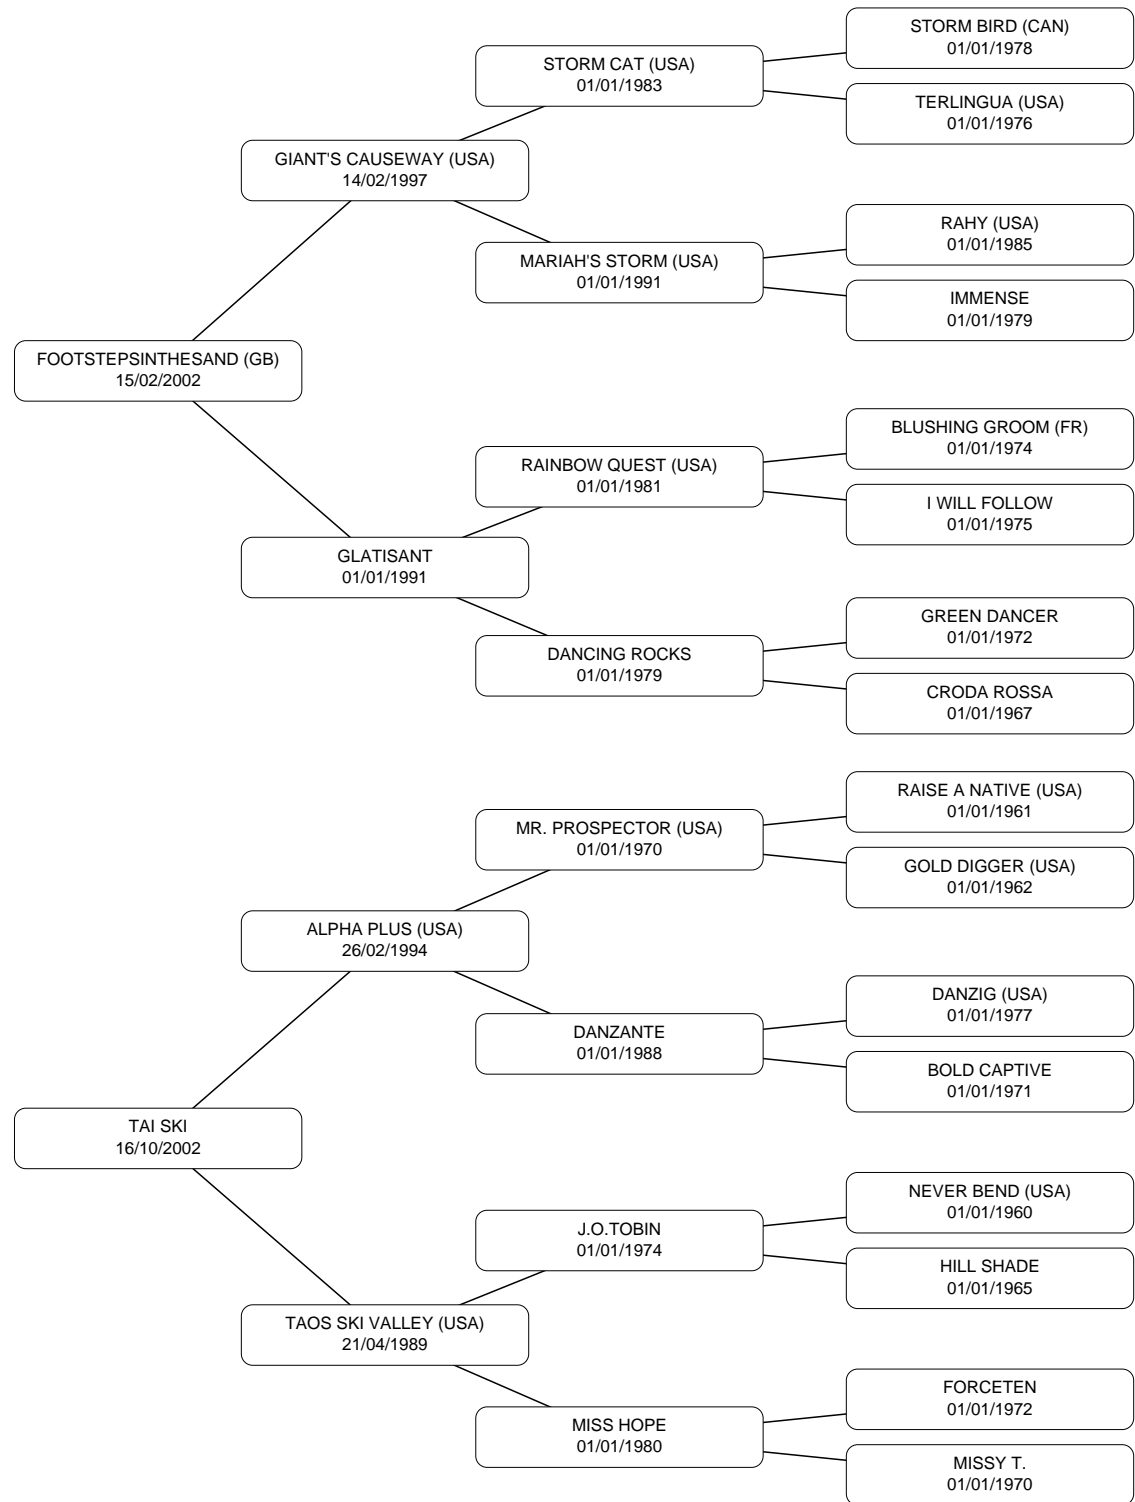 STORM BIRD (CAN)
01/01/1978
STORM CAT (USA)
01/01/1983
TERLINGUA (USA)
01/01/1976
GIANT'S CAUSEWAY (USA)
14/02/1997
RAHY (USA)
01/01/1985
MARIAH'S STORM (USA)
01/01/1991
IMMENSE
01/01/1979
FOOTSTEPSINTHESAND (GB)
15/02/2002
BLUSHING GROOM (FR)
01/01/1974
RAINBOW QUEST (USA)
01/01/1981
I WILL FOLLOW
01/01/1975
GLATISANT
01/01/1991
GREEN DANCER
01/01/1972
DANCING ROCKS
01/01/1979
CRODA ROSSA
01/01/1967
RAISE A NATIVE (USA)
01/01/1961
MR. PROSPECTOR (USA)
01/01/1970
GOLD DIGGER (USA)
01/01/1962
ALPHA PLUS (USA)
26/02/1994
DANZIG (USA)
01/01/1977
DANZANTE
01/01/1988
BOLD CAPTIVE
01/01/1971
TAI SKI
16/10/2002
NEVER BEND (USA)
01/01/1960
J.O.TOBIN
01/01/1974
HILL SHADE
01/01/1965
TAOS SKI VALLEY (USA)
21/04/1989
FORCETEN
01/01/1972
MISS HOPE
01/01/1980
MISSY T.
01/01/1970